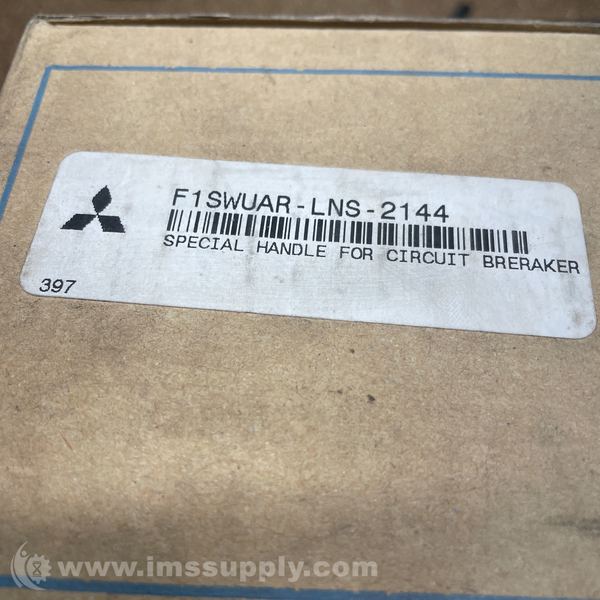 F1SWUAR-LNS-2144
SPECIAL HANDLE FOR CIRCUIT BRERAKER
397
www.imssupply.com